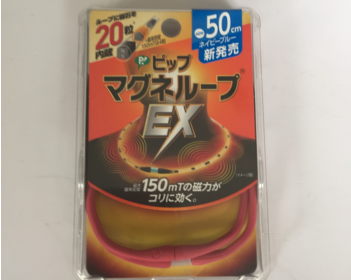 ループに磁石を
20粒
内蔵
50cm
ネイビーブルー
新発売
ピップ
マグネループ®
EX
150mTの磁力が
コリに効く。